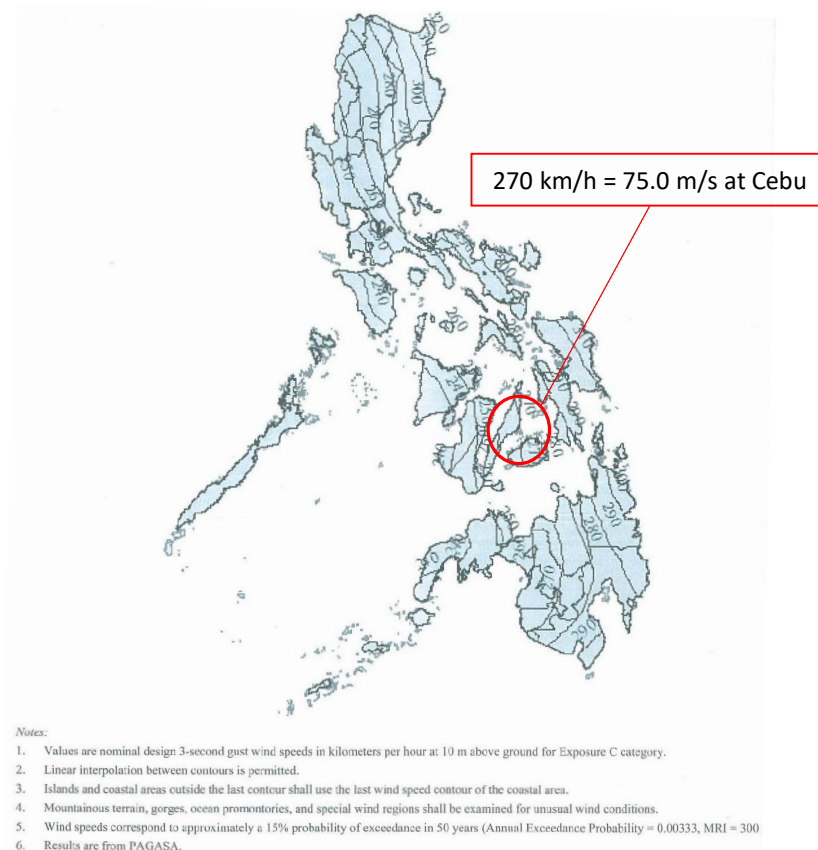 300
270 km/h = 75.0 m/s at Cebu
290
280
270
290
Notes:
1. Values are nominal design 3-second gust wind speeds in kilometers per hour at 10 m above ground for Exposure C category.
2. Linear interpolation between contours is permitted.
3. Islands and coastal areas outside the last contour shall use the last wind speed contour of the coastal area.
4. Mountainous terrain, gorges, ocean promontories, and special wind regions shall be examined for unusual wind conditions.
5. Wind speeds correspond to approximately a 15% probability of exceedance in 50 years (Annual Exceedance Probability = 0.00333, MRI = 300
6. Results are from PAGASA.